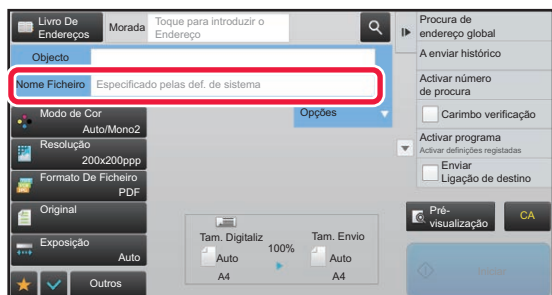 Livro De
Endereços
Morada
Toque para introduzir o
Endereço
Objecto
Nome Ficheiro
Especificado pelas def. de sistema
Modo de Cor
Auto/Mono2
Resolução
200x200ppp
Formato De
Ficheiro
PDF
Original
Exposição
Auto
Outros
Opções
Tam. Digitaliz
100%
Tam. Envio
Auto
A4
Auto
A4
Procura de
endereço global
A enviar histórico
Activar número
de procura
Carimbo verificação
Activar programa
Activar definições registadas
Enviar
Ligação de destino
Pré-
visualização
CA
Iniciar